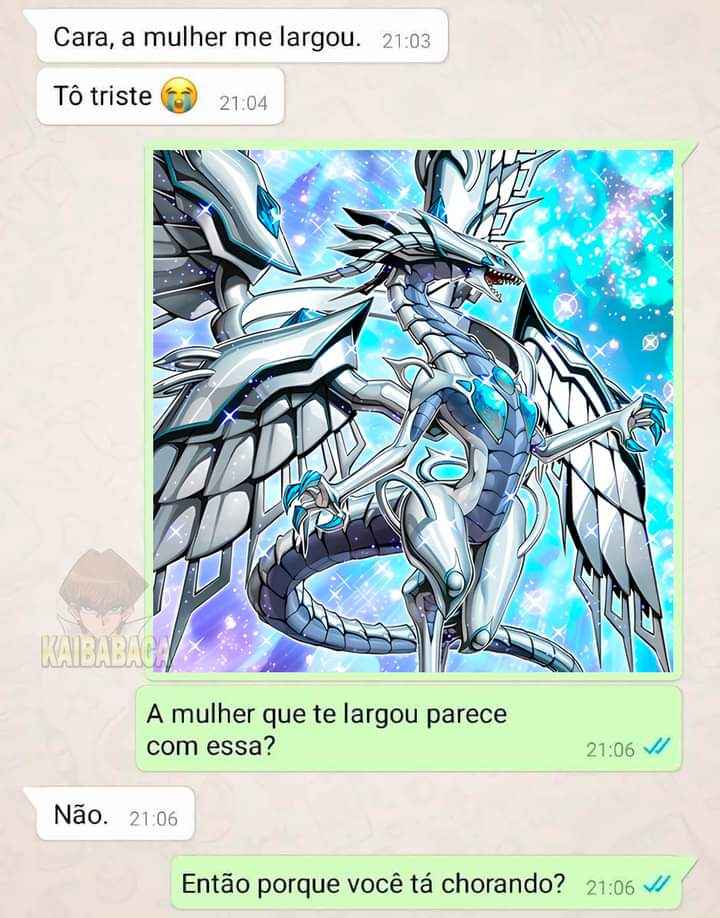 Cara, a mulher me largou. 21:03
Tô triste 😭 21:04
KAIBABACA
A mulher que te largou parece
com essa? 21:06
Não. 21:06
Então porque você tá chorando? 21:06